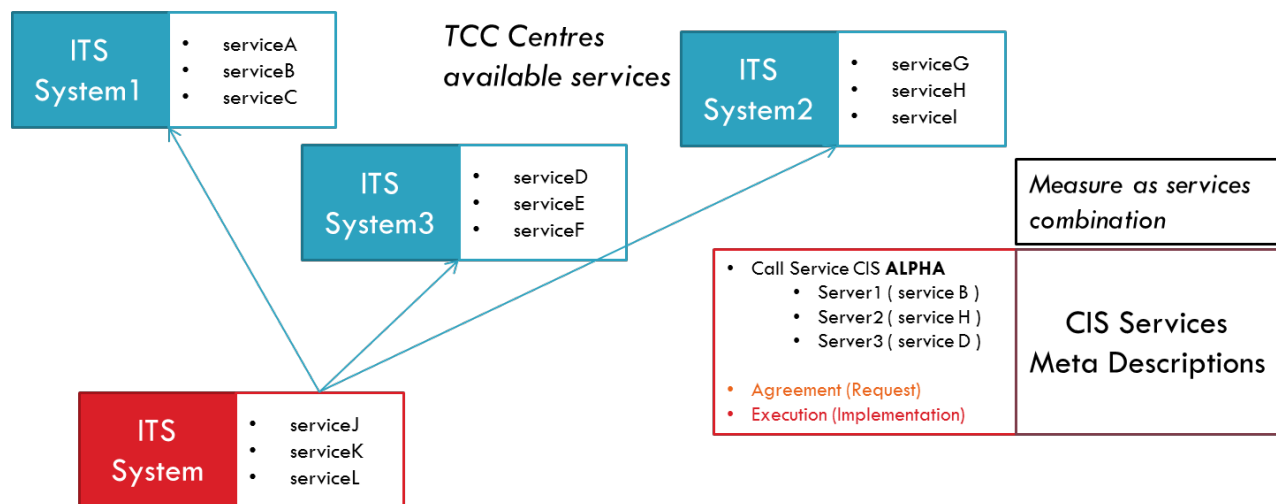 ITS
System1
• serviceA
• serviceB
• serviceC
TCC Centres
available services
ITS
System2
• serviceG
• serviceH
• serviceI
ITS
System3
• serviceD
• serviceE
• serviceF
Measure as services
combination
• Call Service CIS ALPHA
• Server1 ( service B )
• Server2 ( service H )
• Server3 ( service D )
• Agreement (Request)
• Execution (Implementation)
CIS Services
Meta Descriptions
ITS
System
• serviceJ
• serviceK
• serviceL